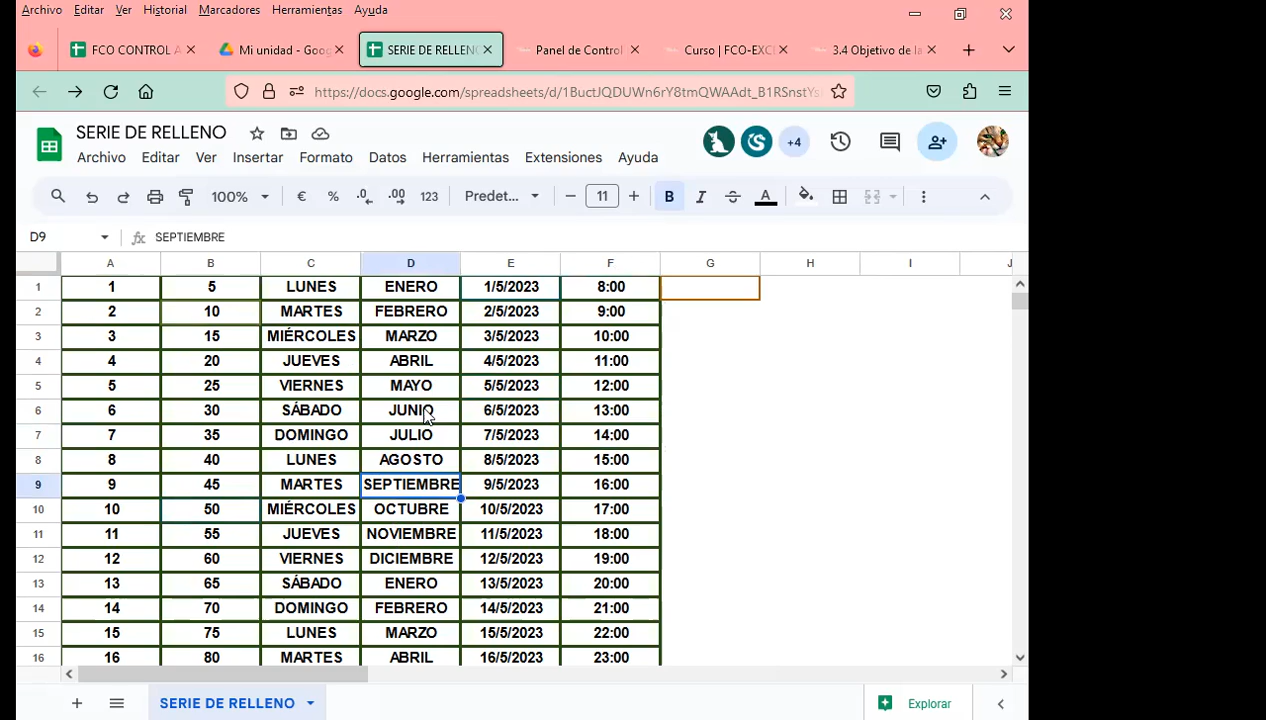 Archivo Editar Ver Historial Marcadores Herramientas Ayuda
FCO CONTROL A Mi unidad - Goog SERIE DE RELLENO Panel de Control Curso | FCO-EXC 3.4 Objetivo de la
https://docs.google.com/spreadsheets/d/1BuctJQDUWn6rY8tmQWAAdt_B1RSnstYs
SERIE DE RELLENO
+4
Archivo Editar Ver Insertar Formato Datos Herramientas Extensiones Ayuda
100% € % .0 .00 123 Predet... − 11 + B I S A
D9 fx SEPTIEMBRE
A B C D E F G H I J
1 1 5 LUNES ENERO 1/5/2023 8:00
2 2 10 MARTES FEBRERO 2/5/2023 9:00
3 3 15 MIÉRCOLES MARZO 3/5/2023 10:00
4 4 20 JUEVES ABRIL 4/5/2023 11:00
5 5 25 VIERNES MAYO 5/5/2023 12:00
6 6 30 SÁBADO JUNIO 6/5/2023 13:00
7 7 35 DOMINGO JULIO 7/5/2023 14:00
8 8 40 LUNES AGOSTO 8/5/2023 15:00
9 9 45 MARTES SEPTIEMBRE 9/5/2023 16:00
10 10 50 MIÉRCOLES OCTUBRE 10/5/2023 17:00
11 11 55 JUEVES NOVIEMBRE 11/5/2023 18:00
12 12 60 VIERNES DICIEMBRE 12/5/2023 19:00
13 13 65 SÁBADO ENERO 13/5/2023 20:00
14 14 70 DOMINGO FEBRERO 14/5/2023 21:00
15 15 75 LUNES MARZO 15/5/2023 22:00
16 16 80 MARTES ABRIL 16/5/2023 23:00
SERIE DE RELLENO Explorar